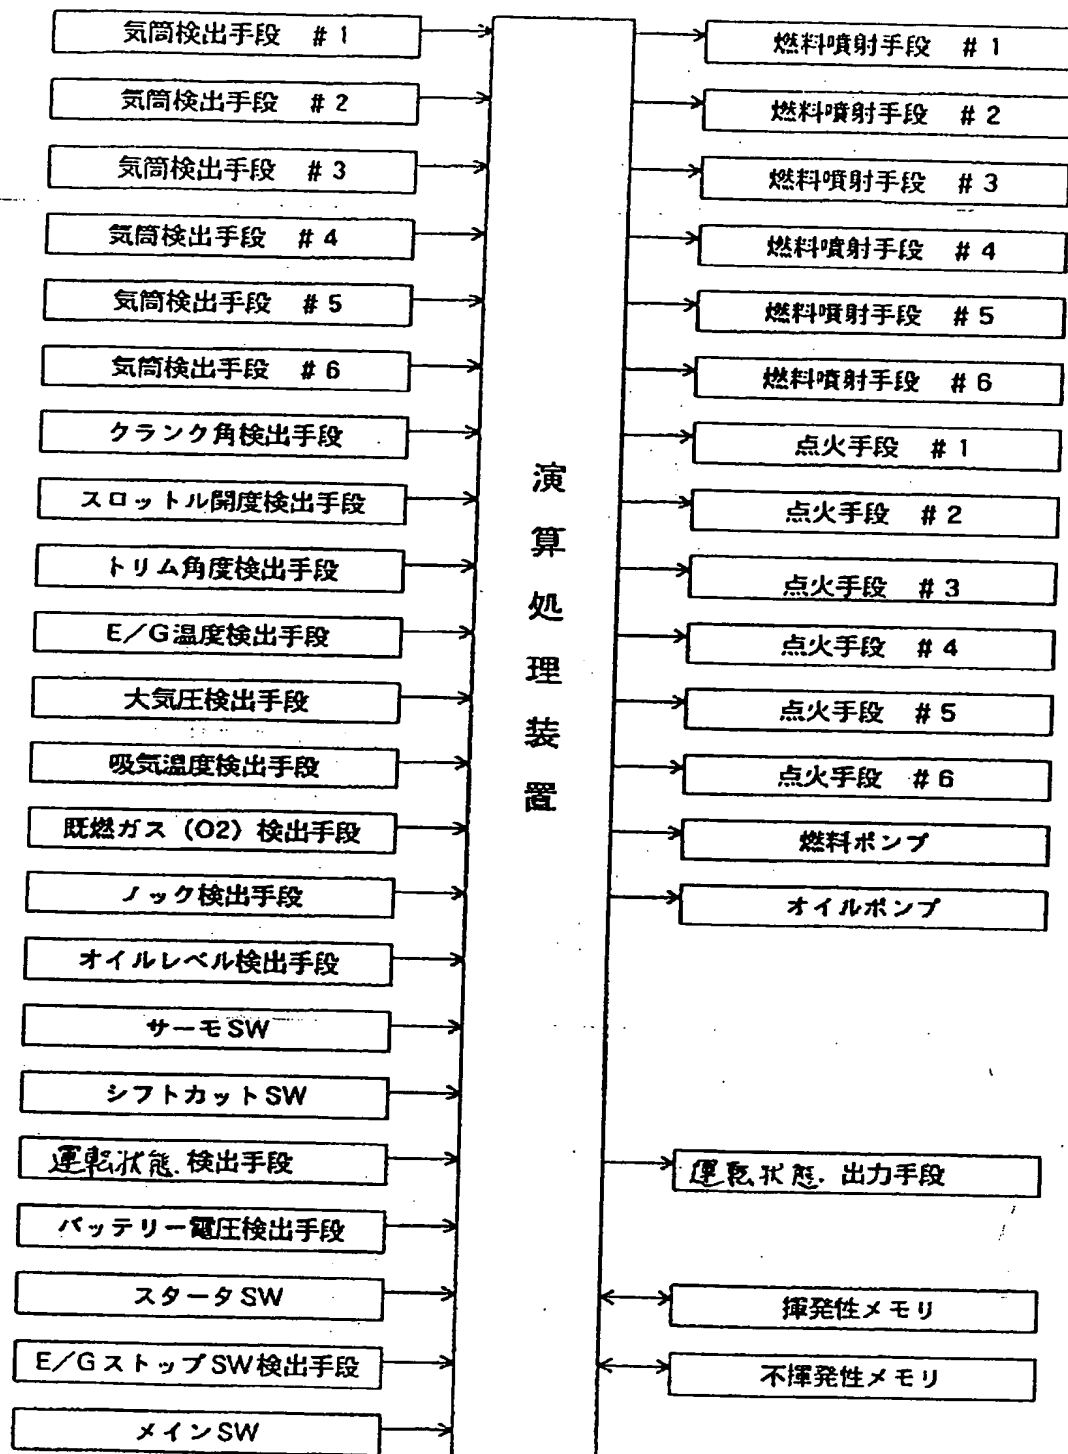 気筒検出手段 #1
気筒検出手段 #2
気筒検出手段 #3
気筒検出手段 #4
気筒検出手段 #5
気筒検出手段 #6
クランク角検出手段
スロットル開度検出手段
トリム角度検出手段
E/G温度検出手段
大気圧検出手段
吸気温度検出手段
既燃ガス(O2)検出手段
ノック検出手段
オイルレベル検出手段
サーモSW
シフトカットSW
運転状態検出手段
バッテリー電圧検出手段
スタータSW
E/GストップSW検出手段
メインSW
演算処理装置
燃料噴射手段 #1
燃料噴射手段 #2
燃料噴射手段 #3
燃料噴射手段 #4
燃料噴射手段 #5
燃料噴射手段 #6
点火手段 #1
点火手段 #2
点火手段 #3
点火手段 #4
点火手段 #5
点火手段 #6
燃料ポンプ
オイルポンプ
運転状態出力手段
揮発性メモリ
不揮発性メモリ